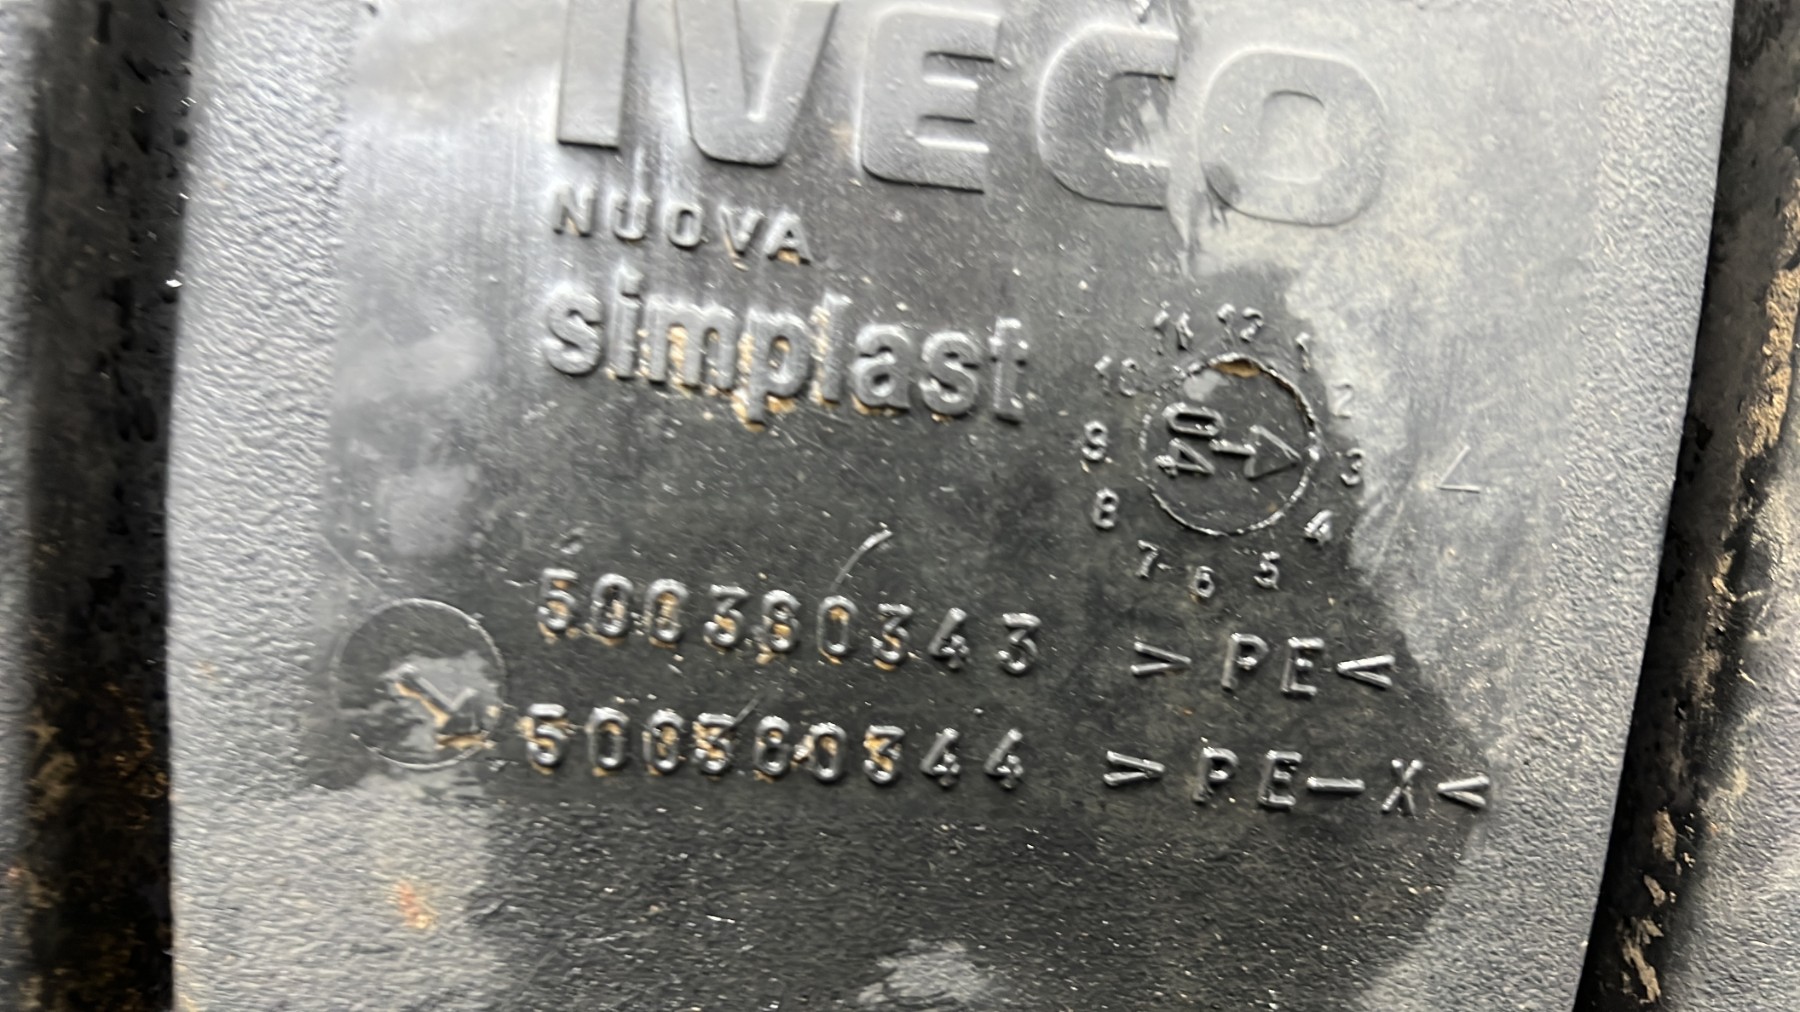 IVECO
NUOVA
simplast
10 11 12 1 2 3 4 5 6 7 8 9
04
500380343 > PE<
500380344 > PE-X<